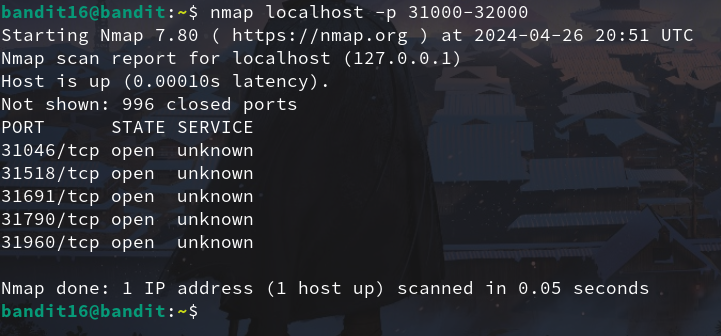 bandit16@bandit:~$ nmap localhost -p 31000-32000
Starting Nmap 7.80 ( https://nmap.org ) at 2024-04-26 20:51 UTC
Nmap scan report for localhost (127.0.0.1)
Host is up (0.00010s latency).
Not shown: 996 closed ports
PORT      STATE SERVICE
31046/tcp open  unknown
31518/tcp open  unknown
31691/tcp open  unknown
31790/tcp open  unknown
31960/tcp open  unknown

Nmap done: 1 IP address (1 host up) scanned in 0.05 seconds
bandit16@bandit:~$